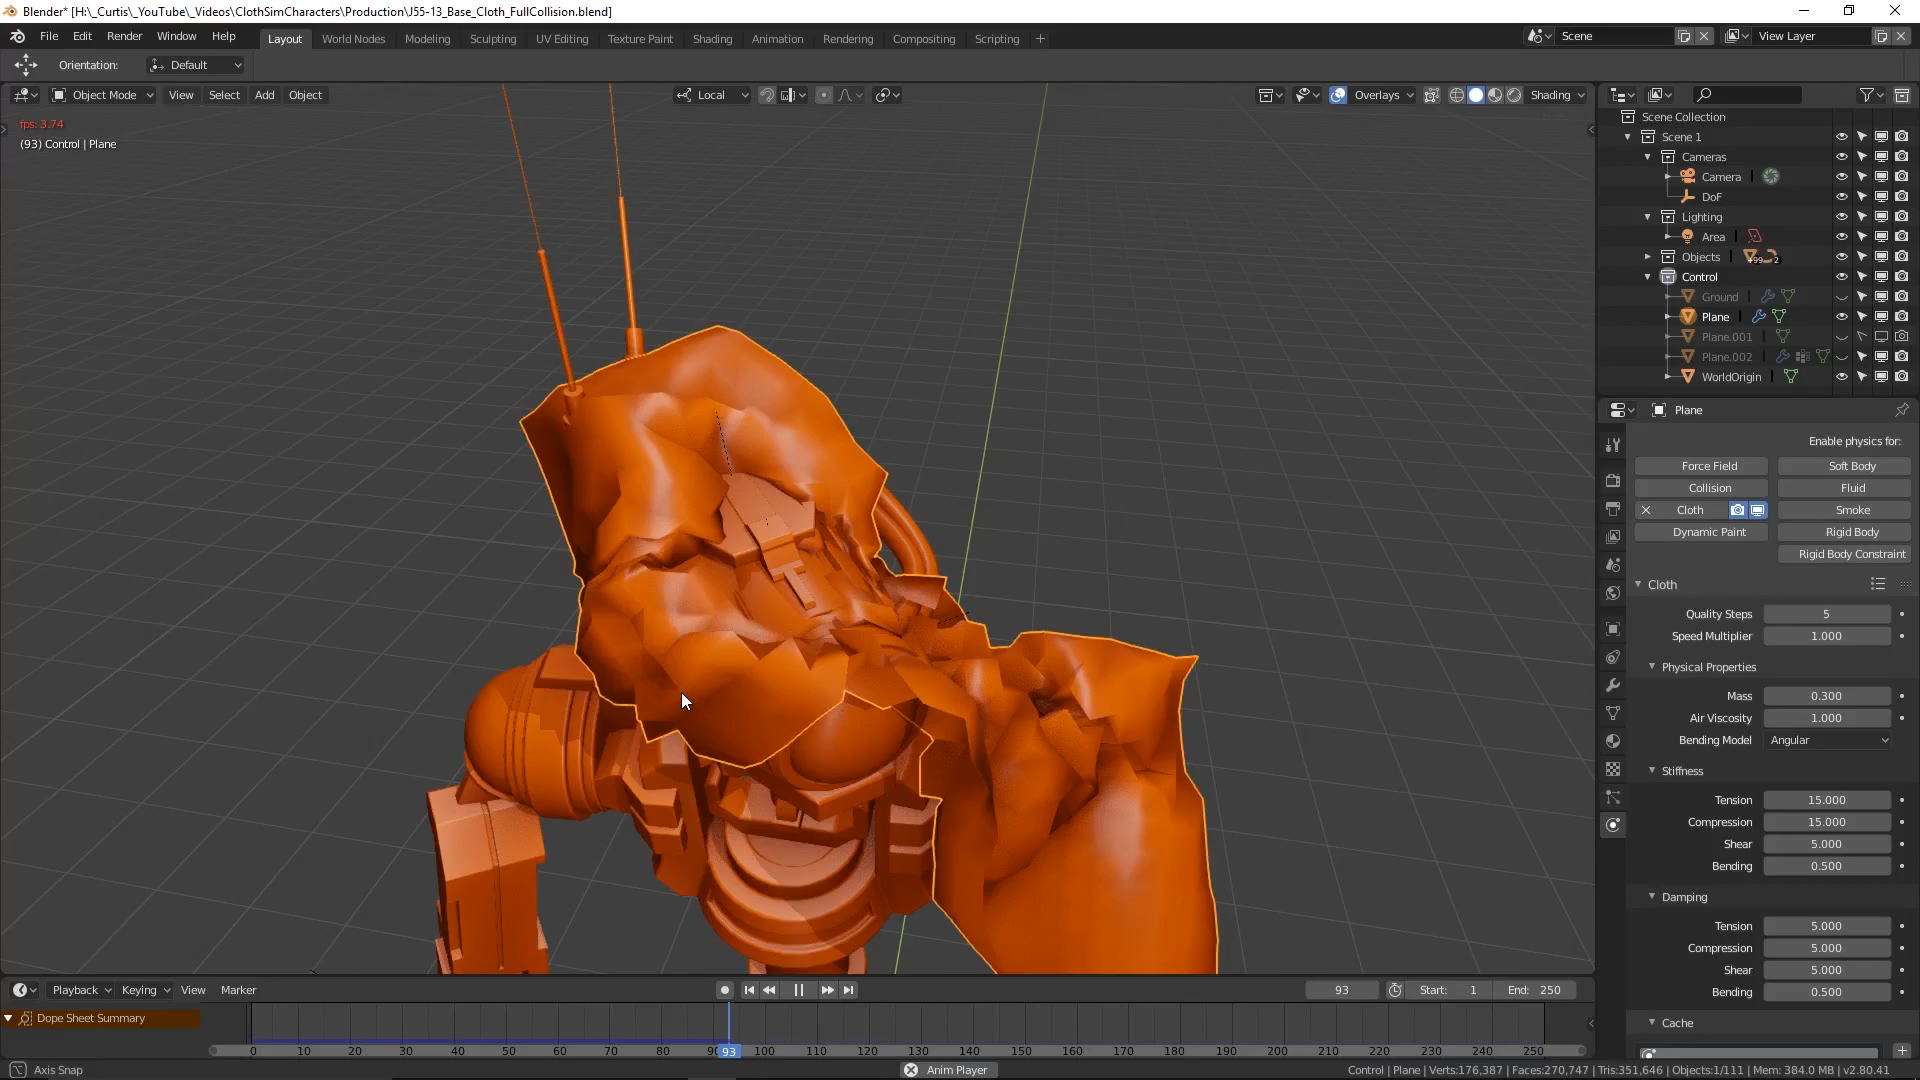 Blender* [H:\_Curtis\_YouTube\_Videos\ClothSimCharacters\Production\J55-13_Base_Cloth_FullCollision.blend]
File Edit Render Window Help Layout World Nodes Modeling Sculpting UV Editing Texture Paint Shading Animation Rendering Compositing Scripting + Scene View Layer
Orientation: Default
Object Mode View Select Add Object Local Overlays Shading
fps: 3.74
(93) Control | Plane
Scene Collection
Scene 1
Cameras
Camera
DoF
Lighting
Area
Objects +99 2
Control
Ground
Plane
Plane.001
Plane.002
WorldOrigin
Plane
Enable physics for:
Force Field Soft Body
Collision Fluid
Cloth Smoke
Dynamic Paint Rigid Body
Rigid Body Constraint
Cloth
Quality Steps 5
Speed Multiplier 1.000
Physical Properties
Mass 0.300
Air Viscosity 1.000
Bending Model Angular
Stiffness
Tension 15.000
Compression 15.000
Shear 5.000
Bending 0.500
Damping
Tension 5.000
Compression 5.000
Shear 5.000
Bending 0.500
Cache
Playback Keying View Marker 93 Start: 1 End: 250
Dope Sheet Summary
0 10 20 30 40 50 60 70 80 90 93 100 110 120 130 140 150 160 170 180 190 200 210 220 230 240 250
Axis Snap Anim Player Control | Plane | Verts:176,387 | Faces:270,747 | Tris:351,646 | Objects:1/111 | Mem: 384.0 MB | v2.80.41